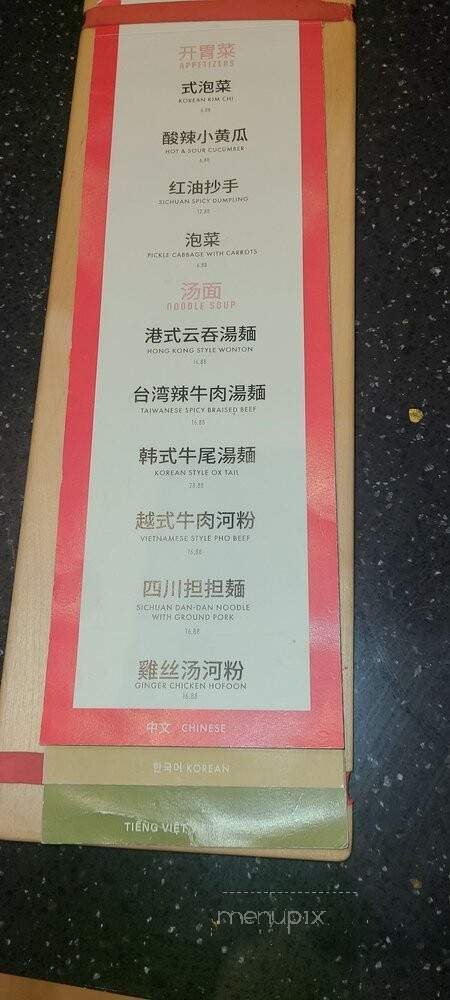 开胃菜
APPETIZERS
式泡菜
KOREAN KIM CHI
6.88
酸辣小黄瓜
HOT & SOUR CUCUMBER
6.88
红油抄手
SICHUAN SPICY DUMPLING
12.88
泡菜
PICKLE CABBAGE WITH CARROTS
6.88
汤面
NOODLE SOUP
港式云吞湯麵
HONG KONG STYLE WONTON
16.88
台湾辣牛肉湯麵
TAIWANESE SPICY BRAISED BEEF
16.88
韩式牛尾湯麵
KOREAN STYLE OX TAIL
28.88
越式牛肉河粉
VIETNAMESE STYLE PHO BEEF
16.88
四川担担麵
SICHUAN DAN-DAN NOODLE
WITH GROUND PORK
16.88
雞丝汤河粉
GINGER CHICKEN HOFOON
16.88
中文 CHINESE
한국어 KOREAN
TIẾNG VIỆT
menupix